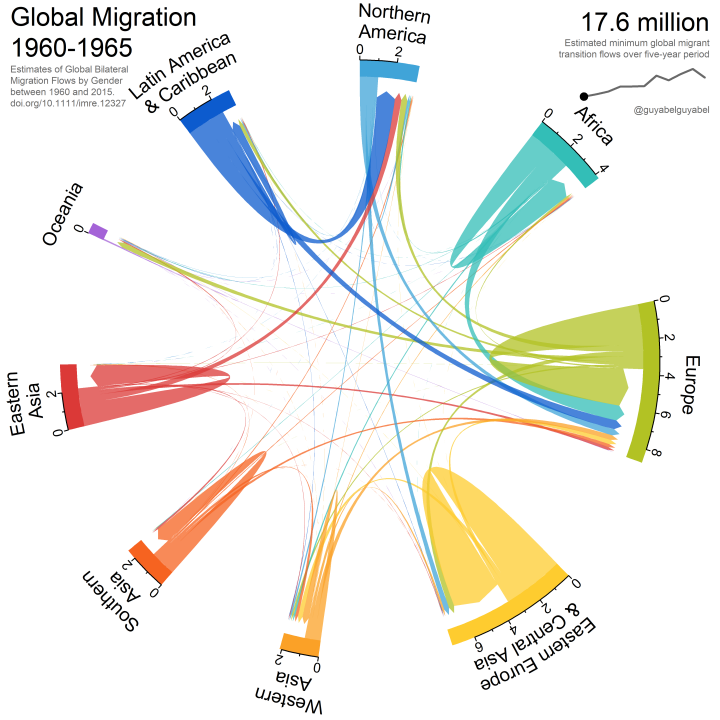 Global Migration
1960-1965
Estimates of Global Bilateral
Migration Flows by Gender
between 1960 and 2015.
doi.org/10.1111/imre.12327
17.6 million
Estimated minimum global migrant
transition flows over five-year period
@guyabelguyabel
Northern
America
0 2
Latin America
& Caribbean
0 2
Africa
0 2 4
Oceania
0
Europe
0 2 4 6 8
Eastern
Asia
0 2
Southern
Asia
0 2
Western
Asia
0 2
Eastern Europe
& Central Asia
0 2 4 6